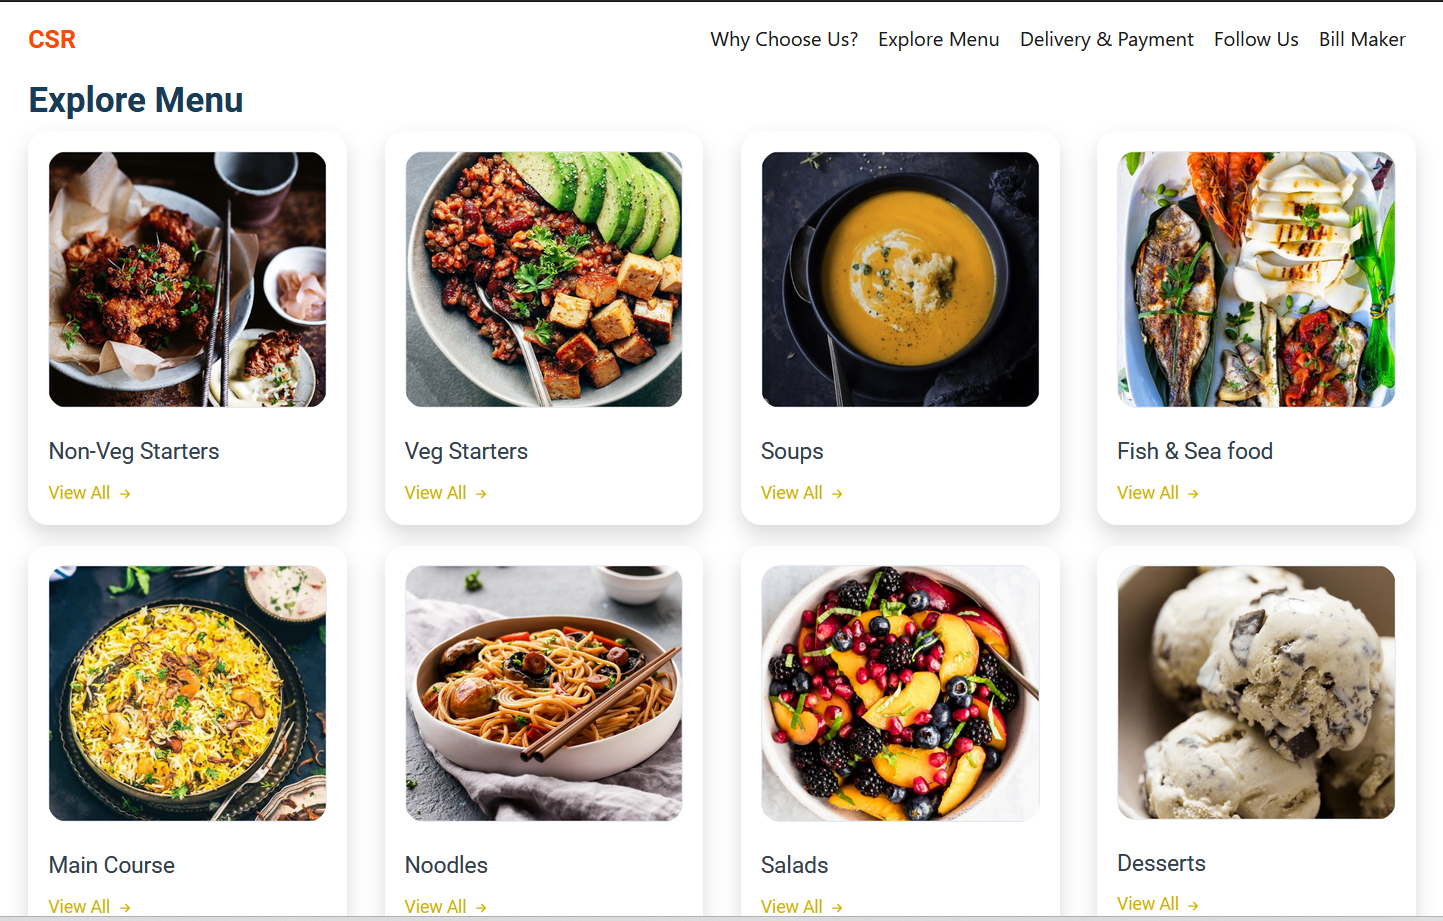 CSR
Why Choose Us? Explore Menu Delivery & Payment Follow Us Bill Maker
Explore Menu
Non-Veg Starters
View All →
Veg Starters
View All →
Soups
View All →
Fish & Sea food
View All →
Main Course
View All →
Noodles
View All →
Salads
View All →
Desserts
View All →